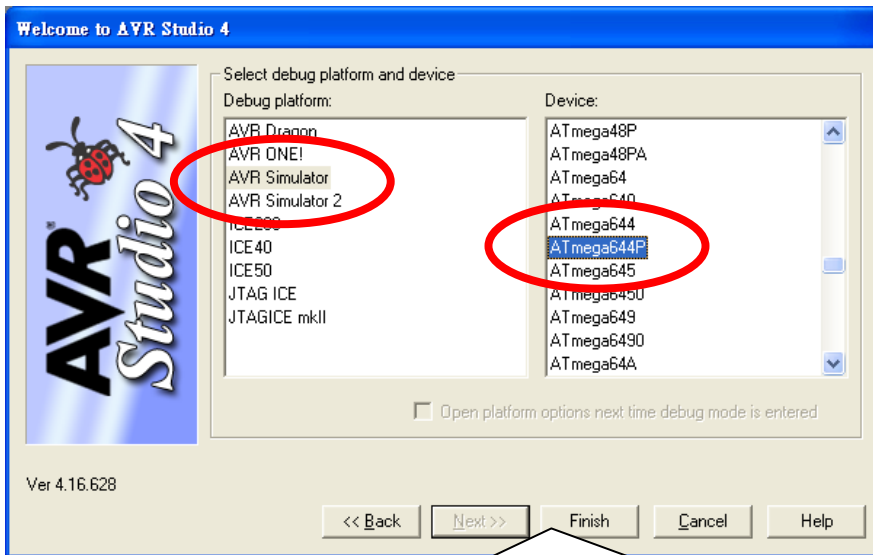 Welcome to AVR Studio 4
AVR® Studio 4
Select debug platform and device
Debug platform:
AVR Dragon
AVR ONE!
AVR Simulator
AVR Simulator 2
ICE200
ICE40
ICE50
JTAG ICE
JTAGICE mkII
Device:
ATmega48P
ATmega48PA
ATmega64
ATmega640
ATmega644
ATmega644P
ATmega645
ATmega6450
ATmega649
ATmega6490
ATmega64A
Open platform options next time debug mode is entered
Ver 4.16.628
<< Back
Next >>
Finish
Cancel
Help